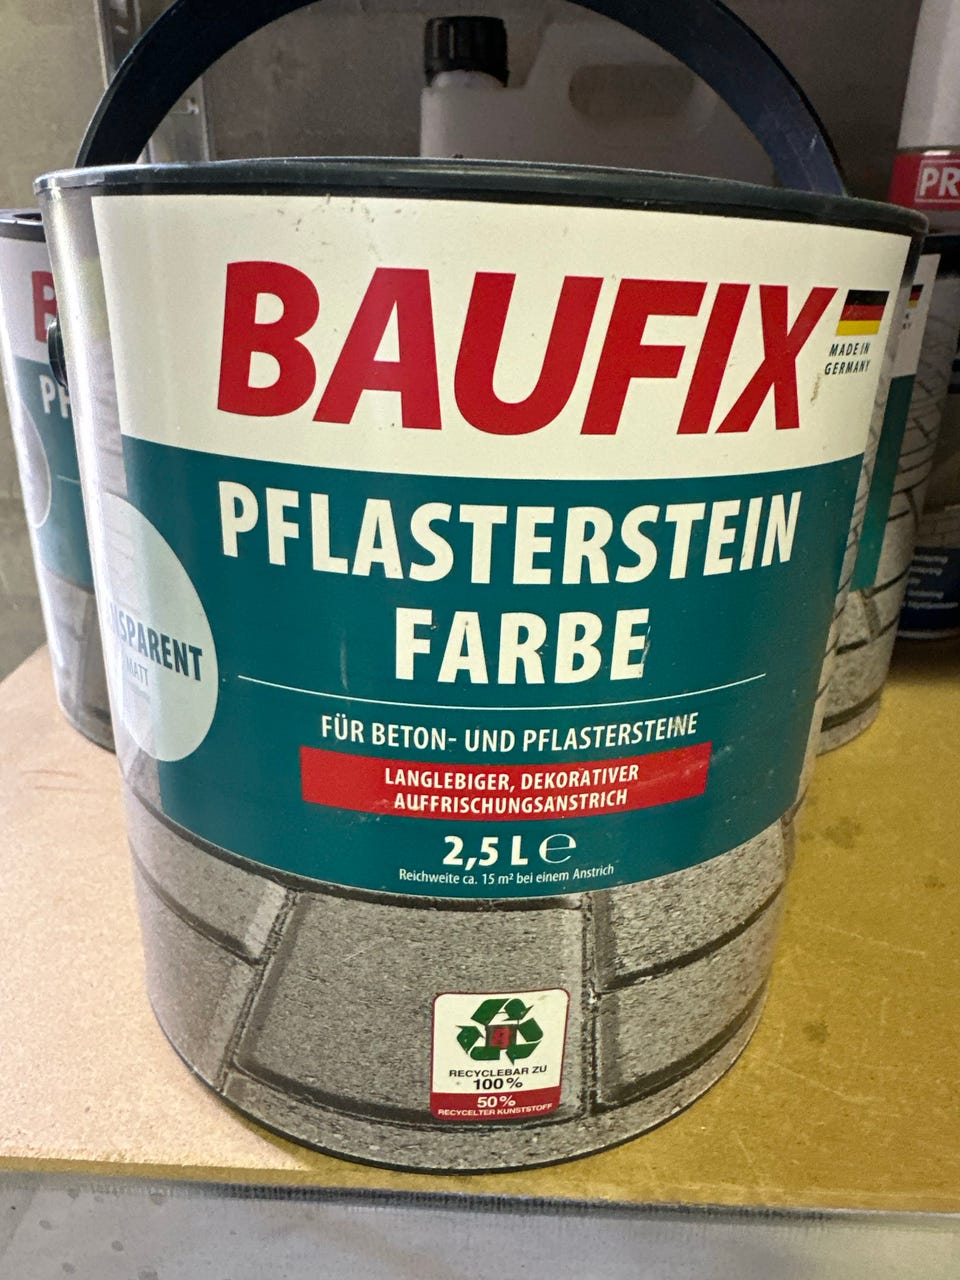 BAUFIX
MADE IN
GERMANY
PFLASTERSTEIN
FARBE
MATT
FÜR BETON- UND PFLASTERSTEINE
LANGLEBIGER, DEKORATIVER
AUFFRISCHUNGSANSTRICH
2,5 L ℮
Reichweite ca. 15 m² bei einem Anstrich
RECYCLEBAR ZU
100%
50%
RECYCELTER KUNSTSTOFF